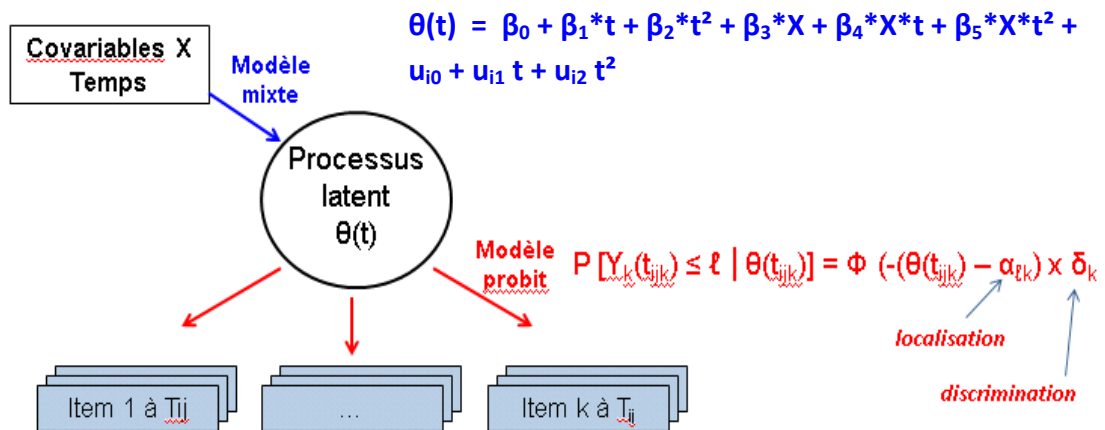 θ(t) = β₀ + β₁*t + β₂*t² + β₃*X + β₄*X*t + β₅*X*t² +
uᵢ₀ + uᵢ₁ t + uᵢ₂ t²
Covariables X
Temps
Modèle
mixte
Processus
latent
θ(t)
Modèle
probit
P [Yₖ(tᵢⱼₖ) ≤ ℓ | θ(tᵢⱼₖ)] = Φ (-(θ(tᵢⱼₖ) – α_ℓₖ) x δₖ
localisation
discrimination
Item 1 à Tij
...
Item k à Tᵢⱼ